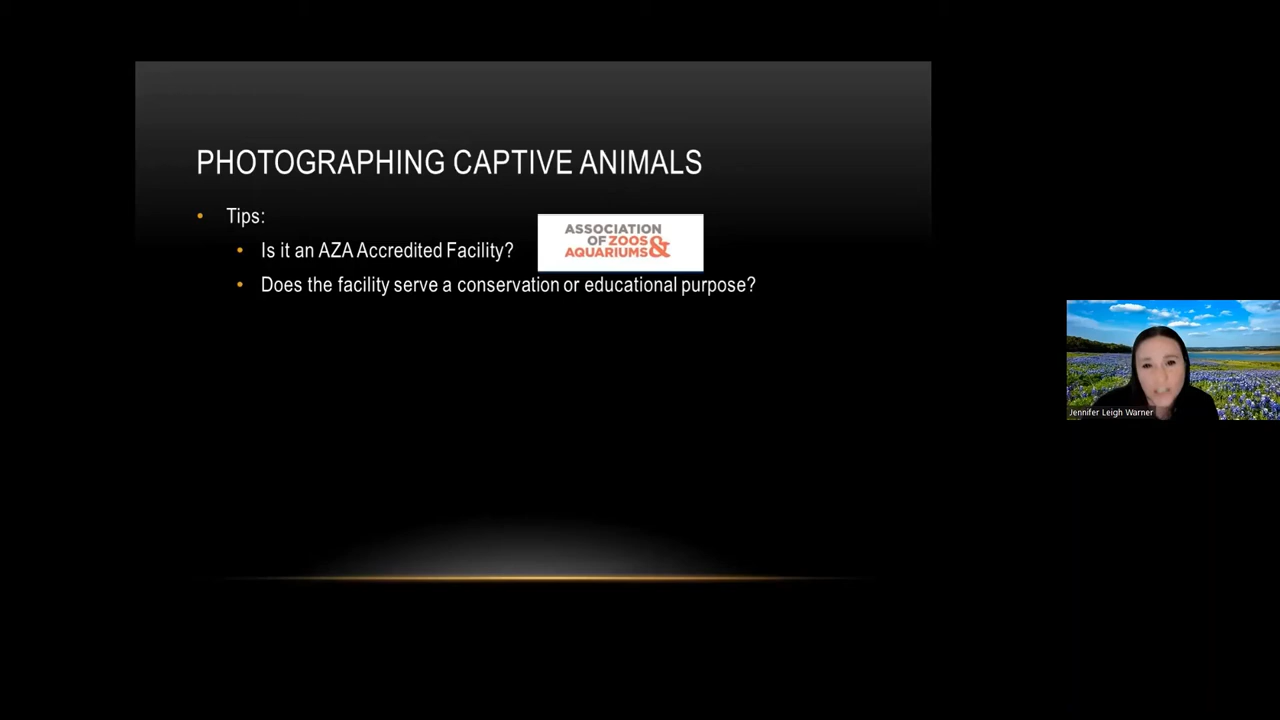 PHOTOGRAPHING CAPTIVE ANIMALS
• Tips:
• Is it an AZA Accredited Facility?
ASSOCIATION
OF ZOOS
AQUARIUMS &
• Does the facility serve a conservation or educational purpose?
Jennifer Leigh Warner